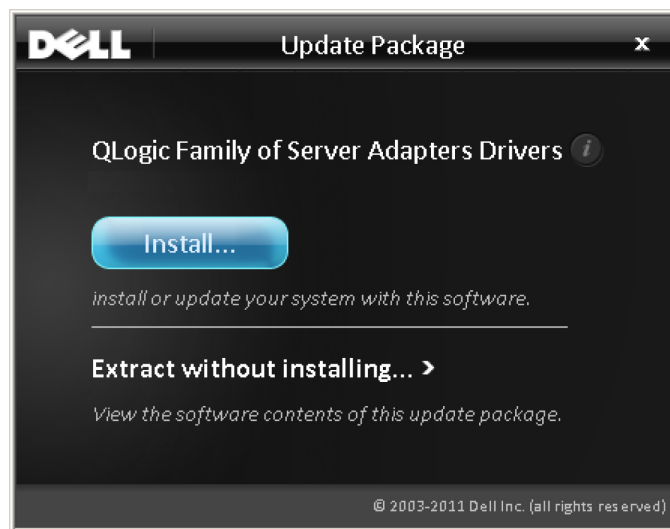 DELL
Update Package
x
QLogic Family of Server Adapters Drivers i
Install...
install or update your system with this software.
Extract without installing... >
View the software contents of this update package.
© 2003-2011 Dell Inc. (all rights reserved)